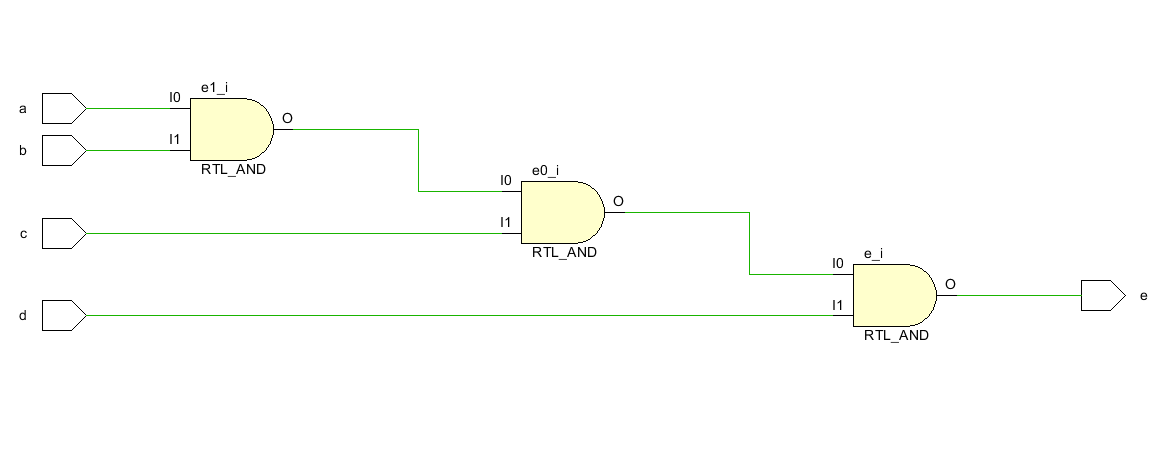 e1_i
a
I0
O
b
I1
RTL_AND
e0_i
I0
O
c
I1
RTL_AND
e_i
I0
O
e
d
I1
RTL_AND